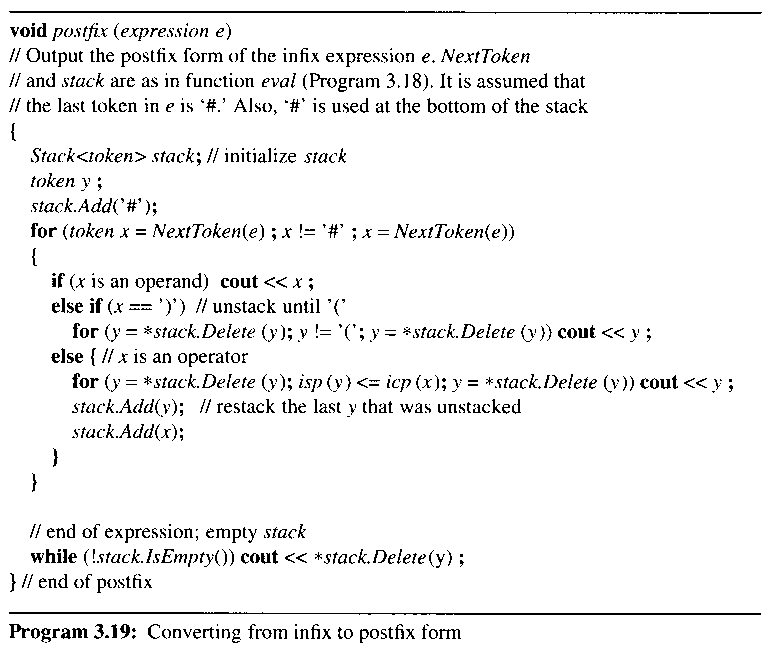 void postfix (expression e)
// Output the postfix form of the infix expression e. NextToken
// and stack are as in function eval (Program 3.18). It is assumed that
// the last token in e is '#.' Also, '#' is used at the bottom of the stack
{
Stack<token> stack; // initialize stack
token y ;
stack.Add('#');
for (token x = NextToken(e) ; x != '#' ; x = NextToken(e))
{
if (x is an operand) cout << x ;
else if (x == ')') // unstack until '('
for (y = *stack.Delete (y); y != '('; y = *stack.Delete (y)) cout << y ;
else { // x is an operator
for (y = *stack.Delete (y); isp (y) <= icp (x); y = *stack.Delete (y)) cout << y ;
stack.Add(y); // restack the last y that was unstacked
stack.Add(x);
}
}
// end of expression; empty stack
while (!stack.IsEmpty()) cout << *stack.Delete(y) ;
} // end of postfix
Program 3.19: Converting from infix to postfix form